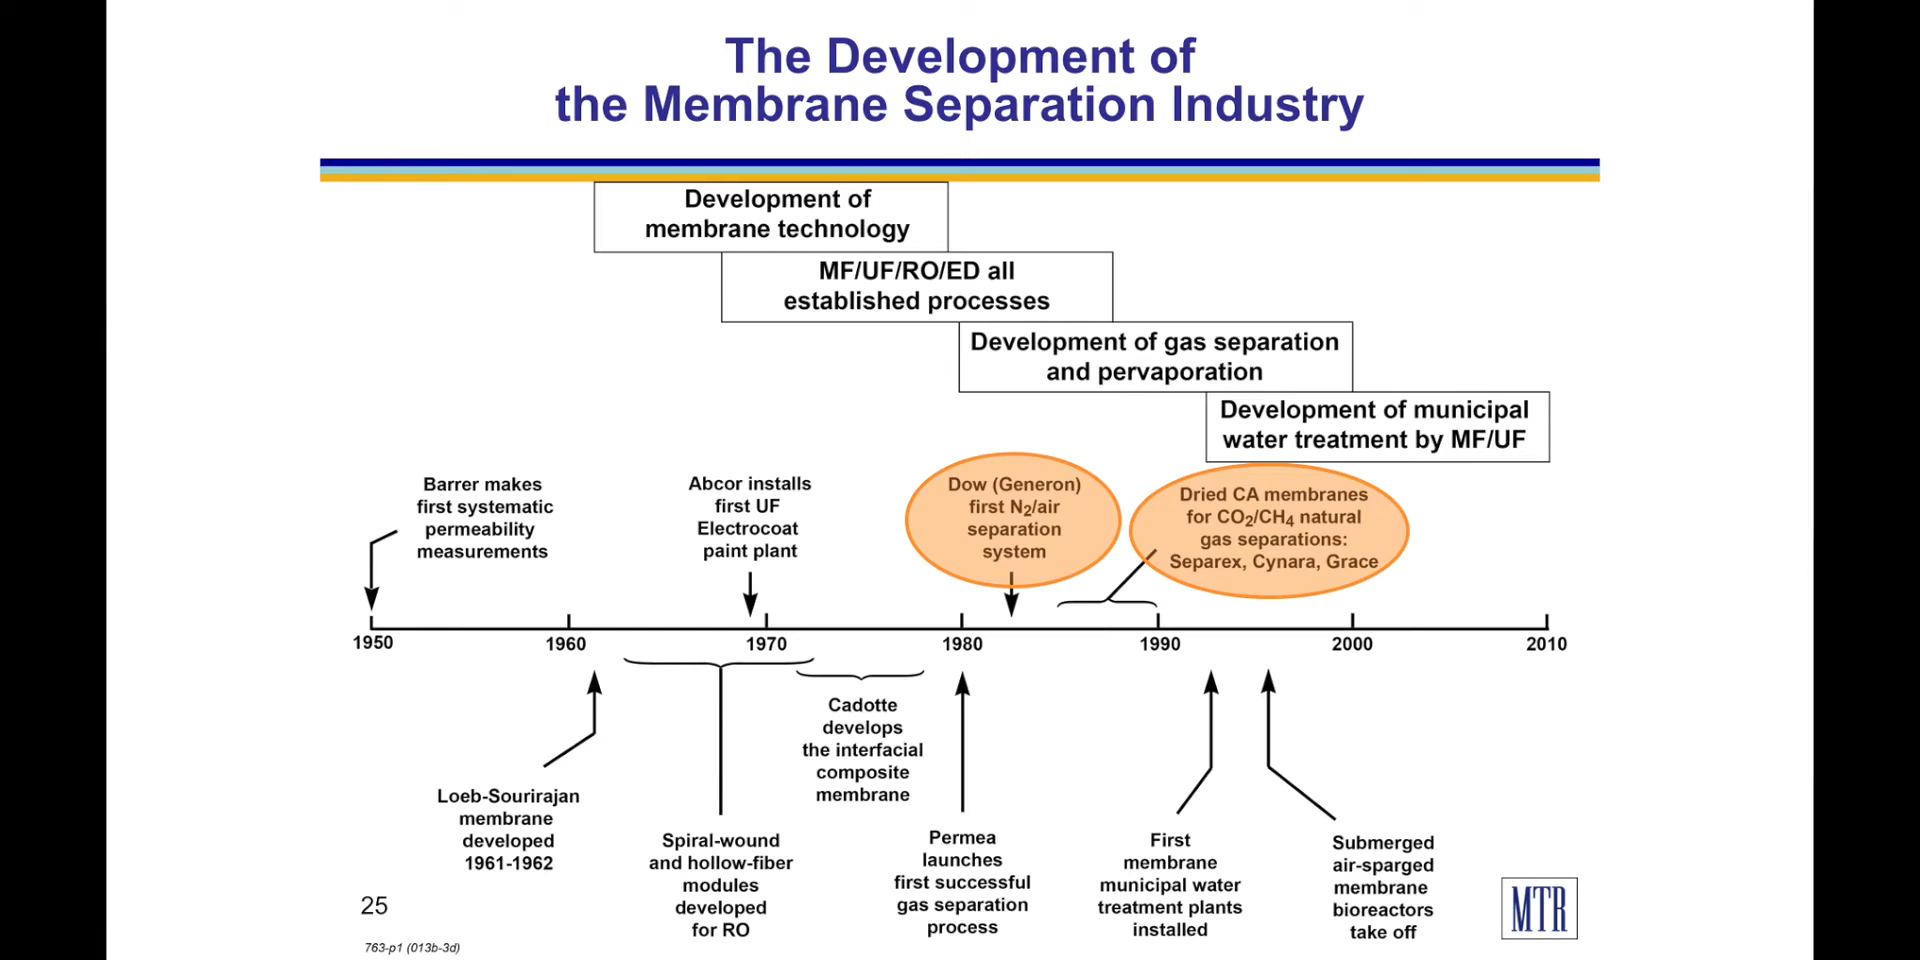 The Development of
the Membrane Separation Industry
Development of
membrane technology
MF/UF/RO/ED all
established processes
Development of gas separation
and pervaporation
Development of municipal
water treatment by MF/UF
Barrer makes
first systematic
permeability
measurements
Abcor installs
first UF
Electrocoat
paint plant
Dow (Generon)
first N2/air
separation
system
Dried CA membranes
for CO2/CH4 natural
gas separations:
Separex, Cynara, Grace
1950
1960
1970
1980
1990
2000
2010
Loeb-Sourirajan
membrane
developed
1961-1962
Spiral-wound
and hollow-fiber
modules
developed
for RO
Cadotte
develops
the interfacial
composite
membrane
Permea
launches
first successful
gas separation
process
First
membrane
municipal water
treatment plants
installed
Submerged
air-sparged
membrane
bioreactors
take off
25
763-p1 (013b-3d)
MTR